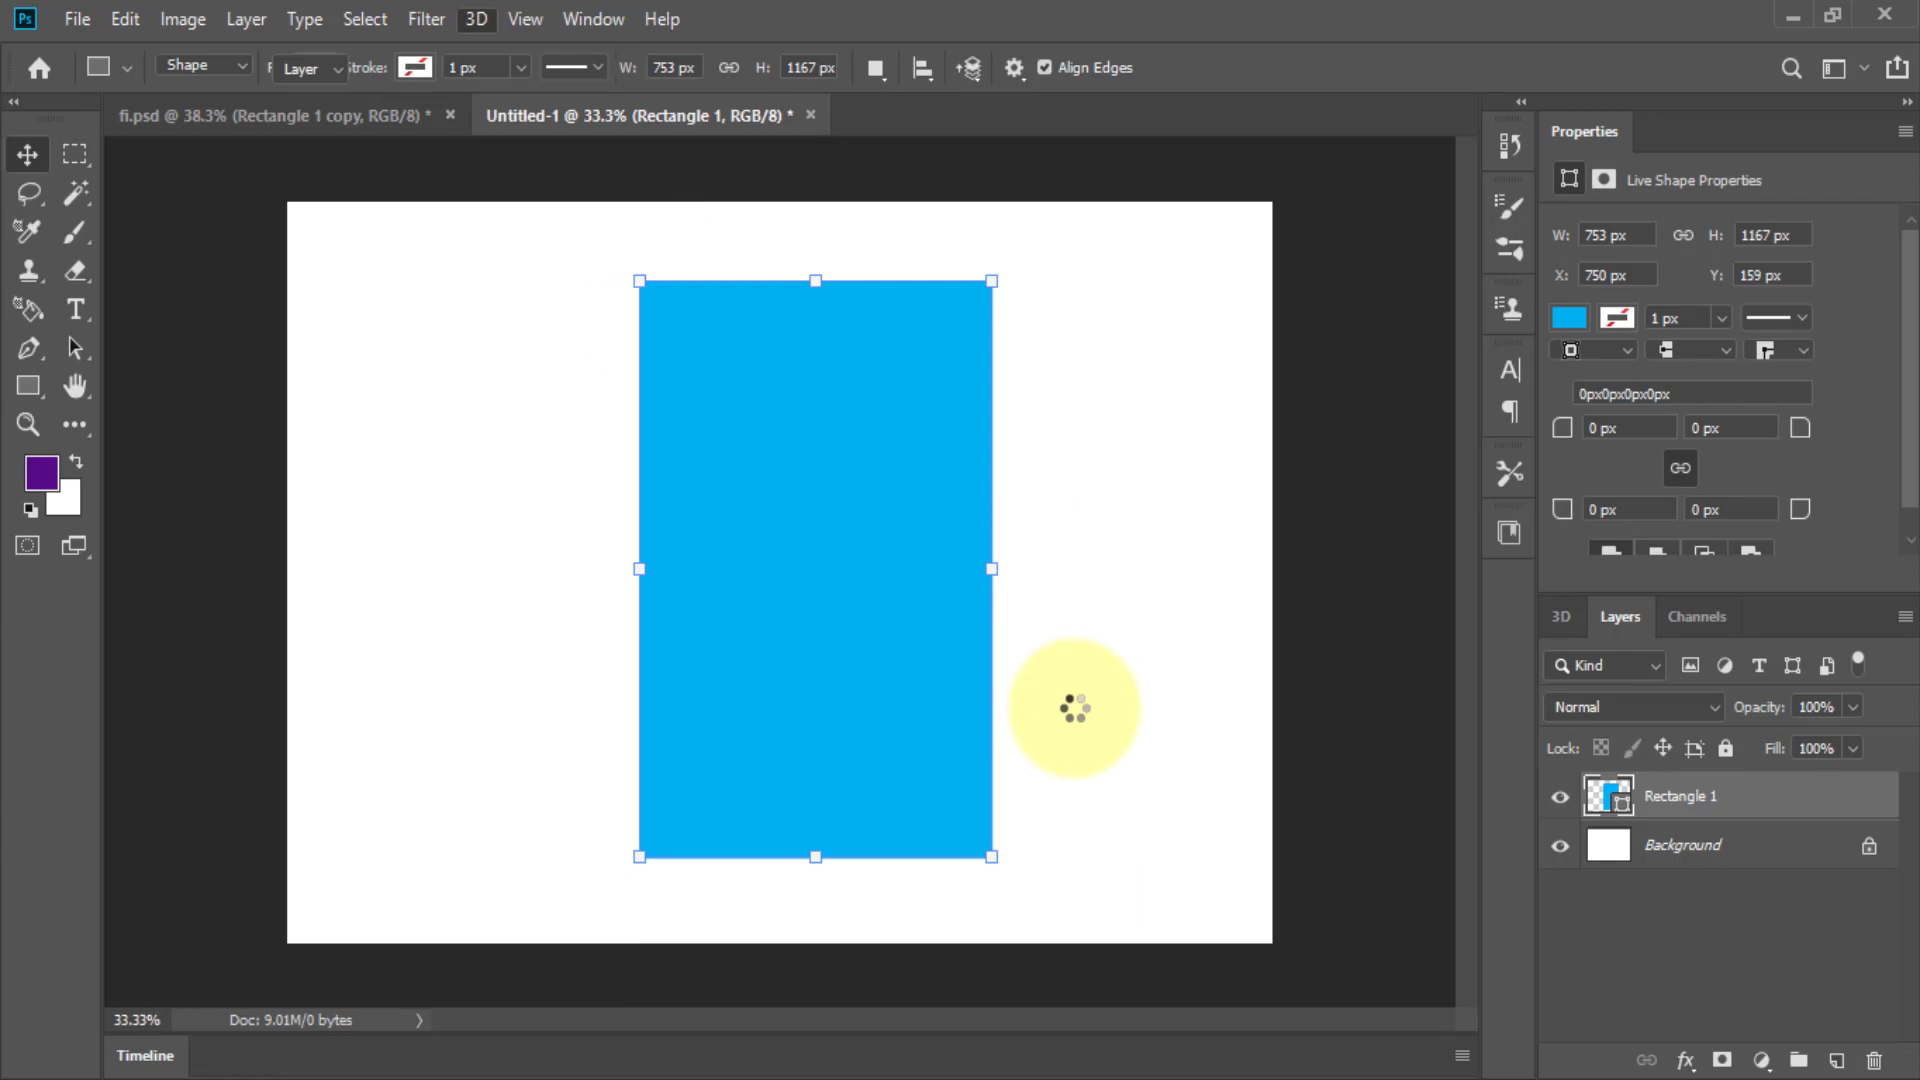 Ps File Edit Image Layer Type Select Filter 3D View Window Help
Shape Layer Stroke: 1 px W: 753 px H: 1167 px Align Edges
fi.psd @ 38.3% (Rectangle 1 copy, RGB/8) * Untitled-1 @ 33.3% (Rectangle 1, RGB/8) *
Properties
Live Shape Properties
W: 753 px H: 1167 px
X: 750 px Y: 159 px
1 px
0px0px0px0px
0 px 0 px
0 px 0 px
3D Layers Channels
Kind
Normal Opacity: 100%
Lock: Fill: 100%
Rectangle 1
Background
33.33% Doc: 9.01M/0 bytes
Timeline